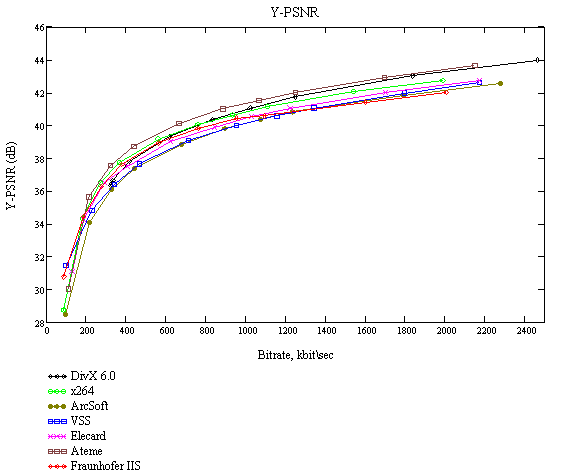 Y-PSNR
46
44
42
40
38
36
34
32
30
28
Y-PSNR, (dB)
0 200 400 600 800 1000 1200 1400 1600 1800 2000 2200 2400
Bitrate, kbit\sec
DivX 6.0
x264
ArcSoft
VSS
Elecard
Ateme
Fraunhofer IIS